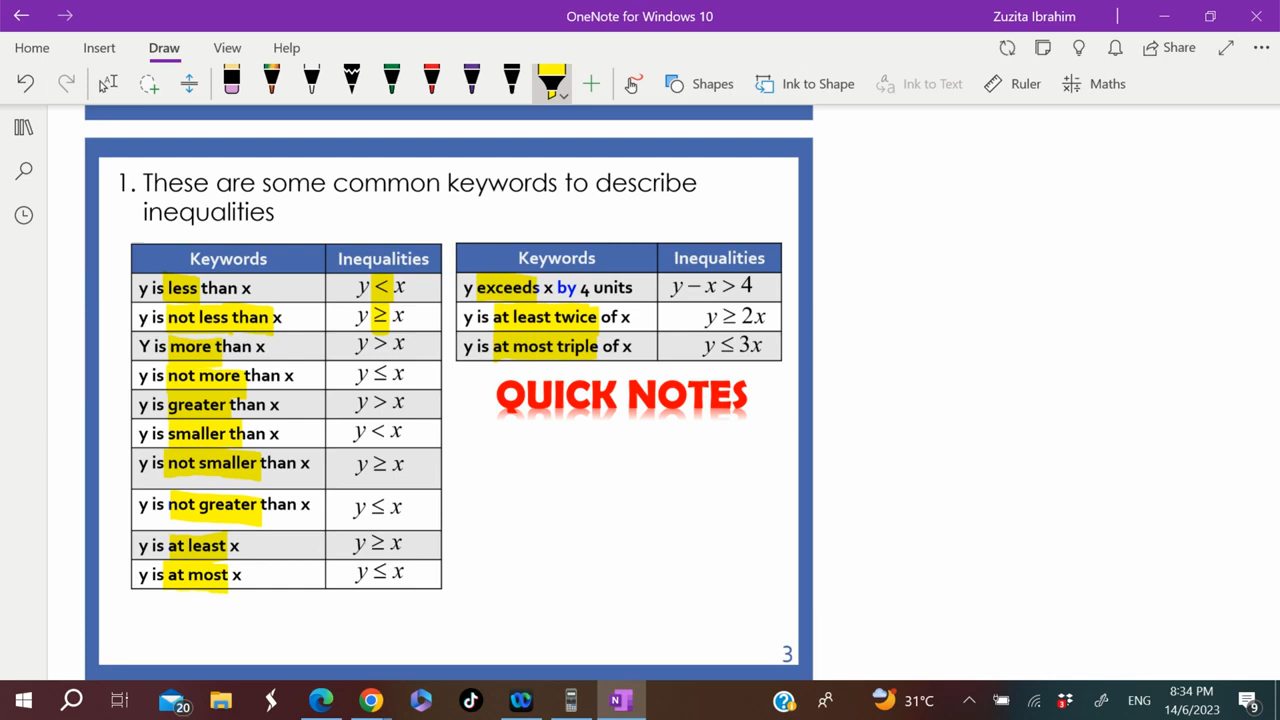 OneNote for Windows 10
Zuzita Ibrahim
Home Insert Draw View Help
Share
Shapes Ink to Shape Ink to Text Ruler Maths
1. These are some common keywords to describe
inequalities
Keywords Inequalities
y is less than x y < x
y is not less than x y ≥ x
Y is more than x y > x
y is not more than x y ≤ x
y is greater than x y > x
y is smaller than x y < x
y is not smaller than x y ≥ x
y is not greater than x y ≤ x
y is at least x y ≥ x
y is at most x y ≤ x
Keywords Inequalities
y exceeds x by 4 units y − x > 4
y is at least twice of x y ≥ 2x
y is at most triple of x y ≤ 3x
QUICK NOTES
3
20
31°C
3
ENG
8:34 PM
14/6/2023
9